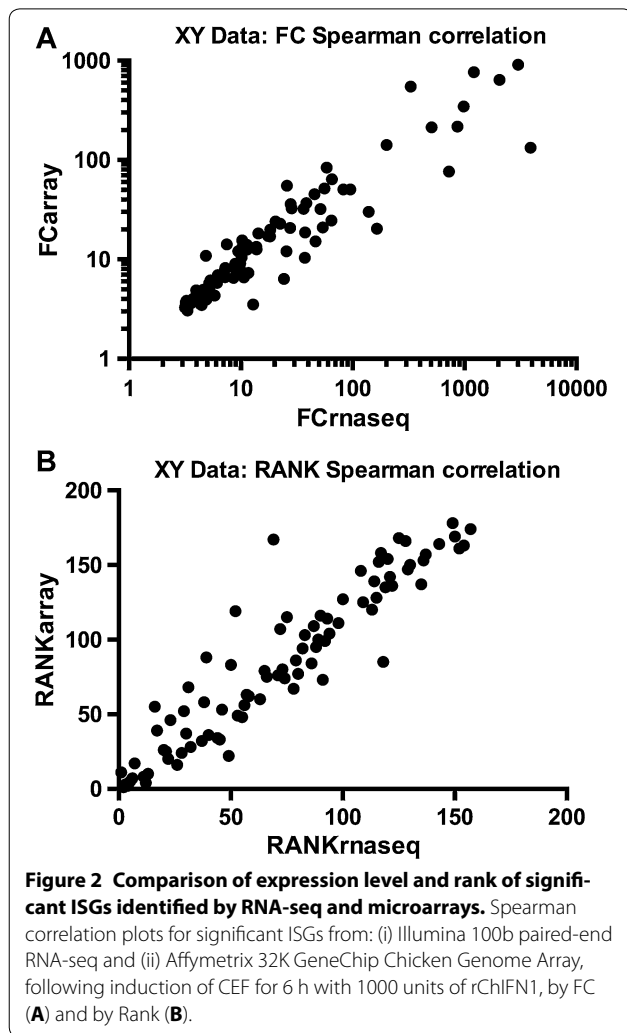 A
XY Data: FC Spearman correlation
1000
100
10
1
FCarray
1 10 100 1000 10000
FCrnaseq
B
XY Data: RANK Spearman correlation
200
150
100
50
0
RANKarray
0 50 100 150 200
RANKrnaseq
Figure 2 Comparison of expression level and rank of signifi-
cant ISGs identified by RNA-seq and microarrays. Spearman
correlation plots for significant ISGs from: (i) Illumina 100b paired-end
RNA-seq and (ii) Affymetrix 32K GeneChip Chicken Genome Array,
following induction of CEF for 6 h with 1000 units of rChIFN1, by FC
(A) and by Rank (B).